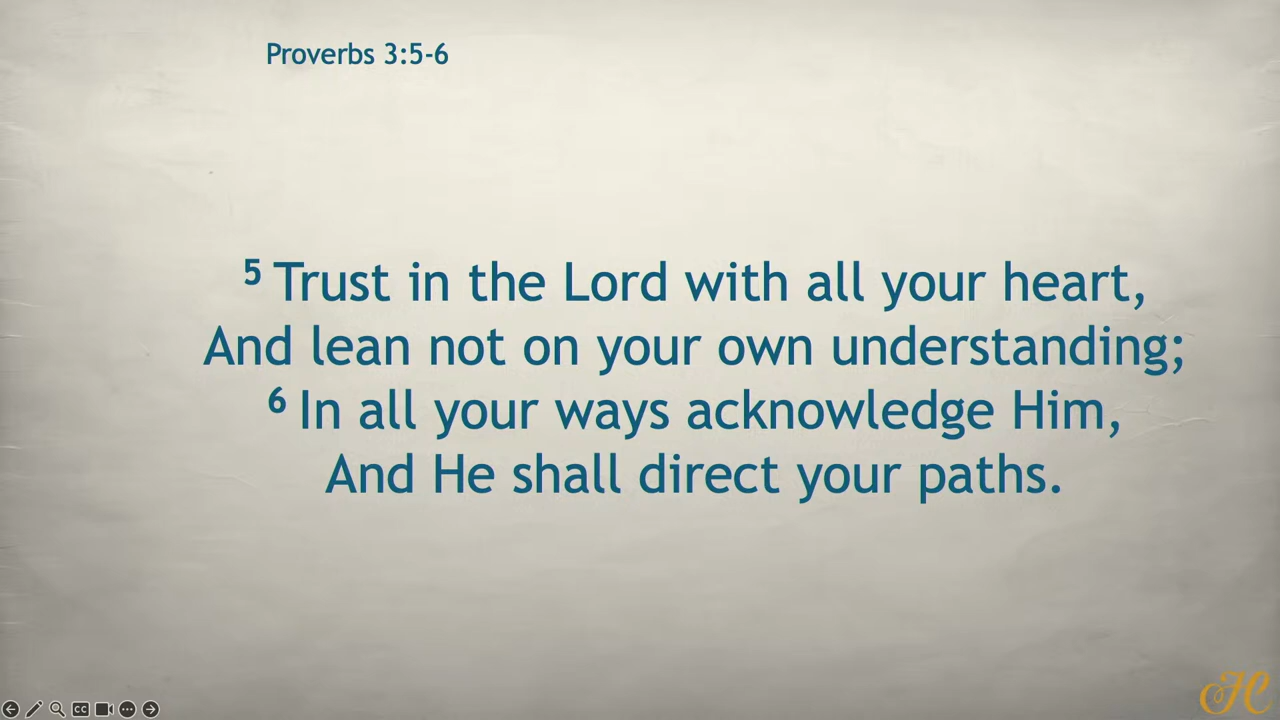 Proverbs 3:5-6
5 Trust in the Lord with all your heart,
And lean not on your own understanding;
6 In all your ways acknowledge Him,
And He shall direct your paths.
CC
H